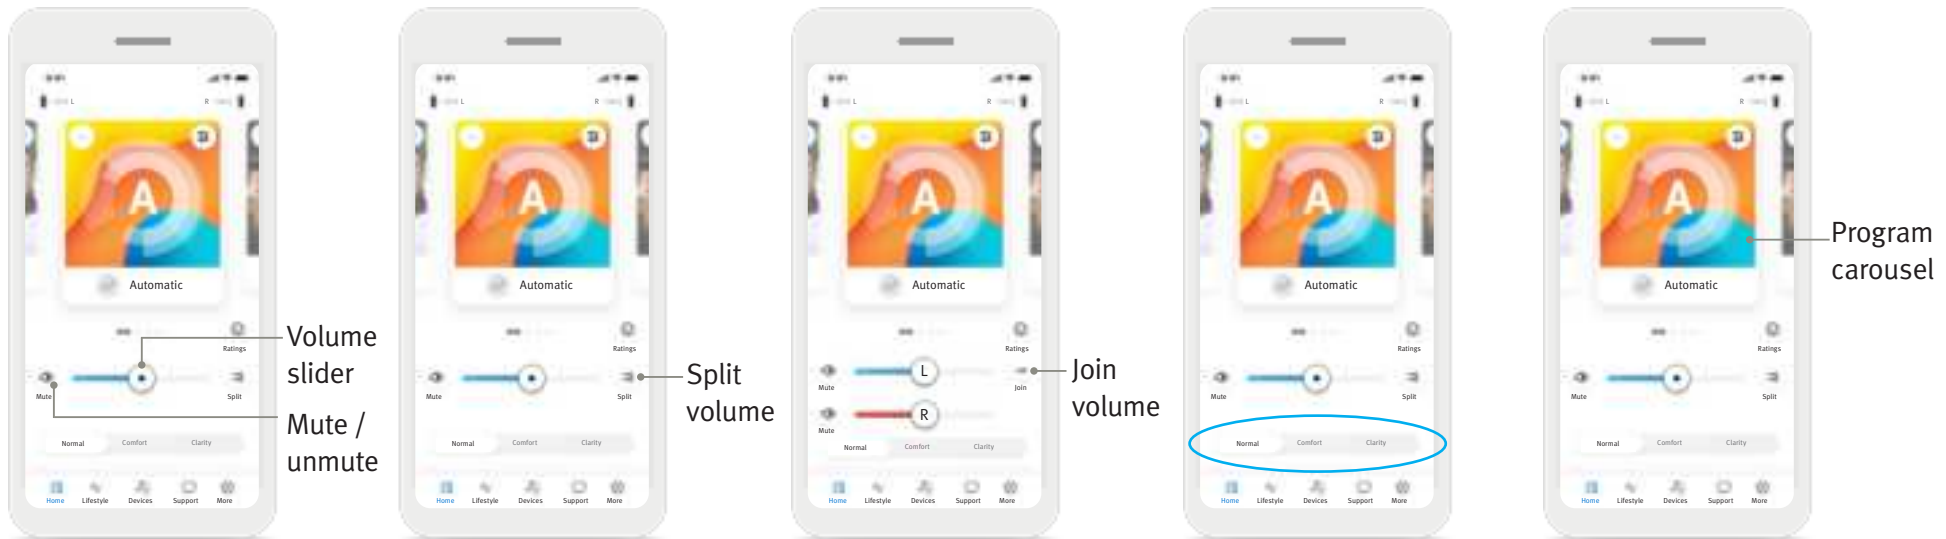 L R
A
Automatic
Ratings
Mute Split
Normal Comfort Clarity
Home Lifestyle Devices Support More
Volume
slider
Mute /
unmute
L R
A
Automatic
Ratings
Mute Split
Normal Comfort Clarity
Home Lifestyle Devices Support More
Split
volume
L R
A
Automatic
Ratings
L
Mute Join
R
Mute
Normal Comfort Clarity
Home Lifestyle Devices Support More
Join
volume
L R
A
Automatic
Ratings
Mute Split
Normal Comfort Clarity
Home Lifestyle Devices Support More
L R
A
Automatic
Ratings
Mute Split
Normal Comfort Clarity
Home Lifestyle Devices Support More
Program
carousel